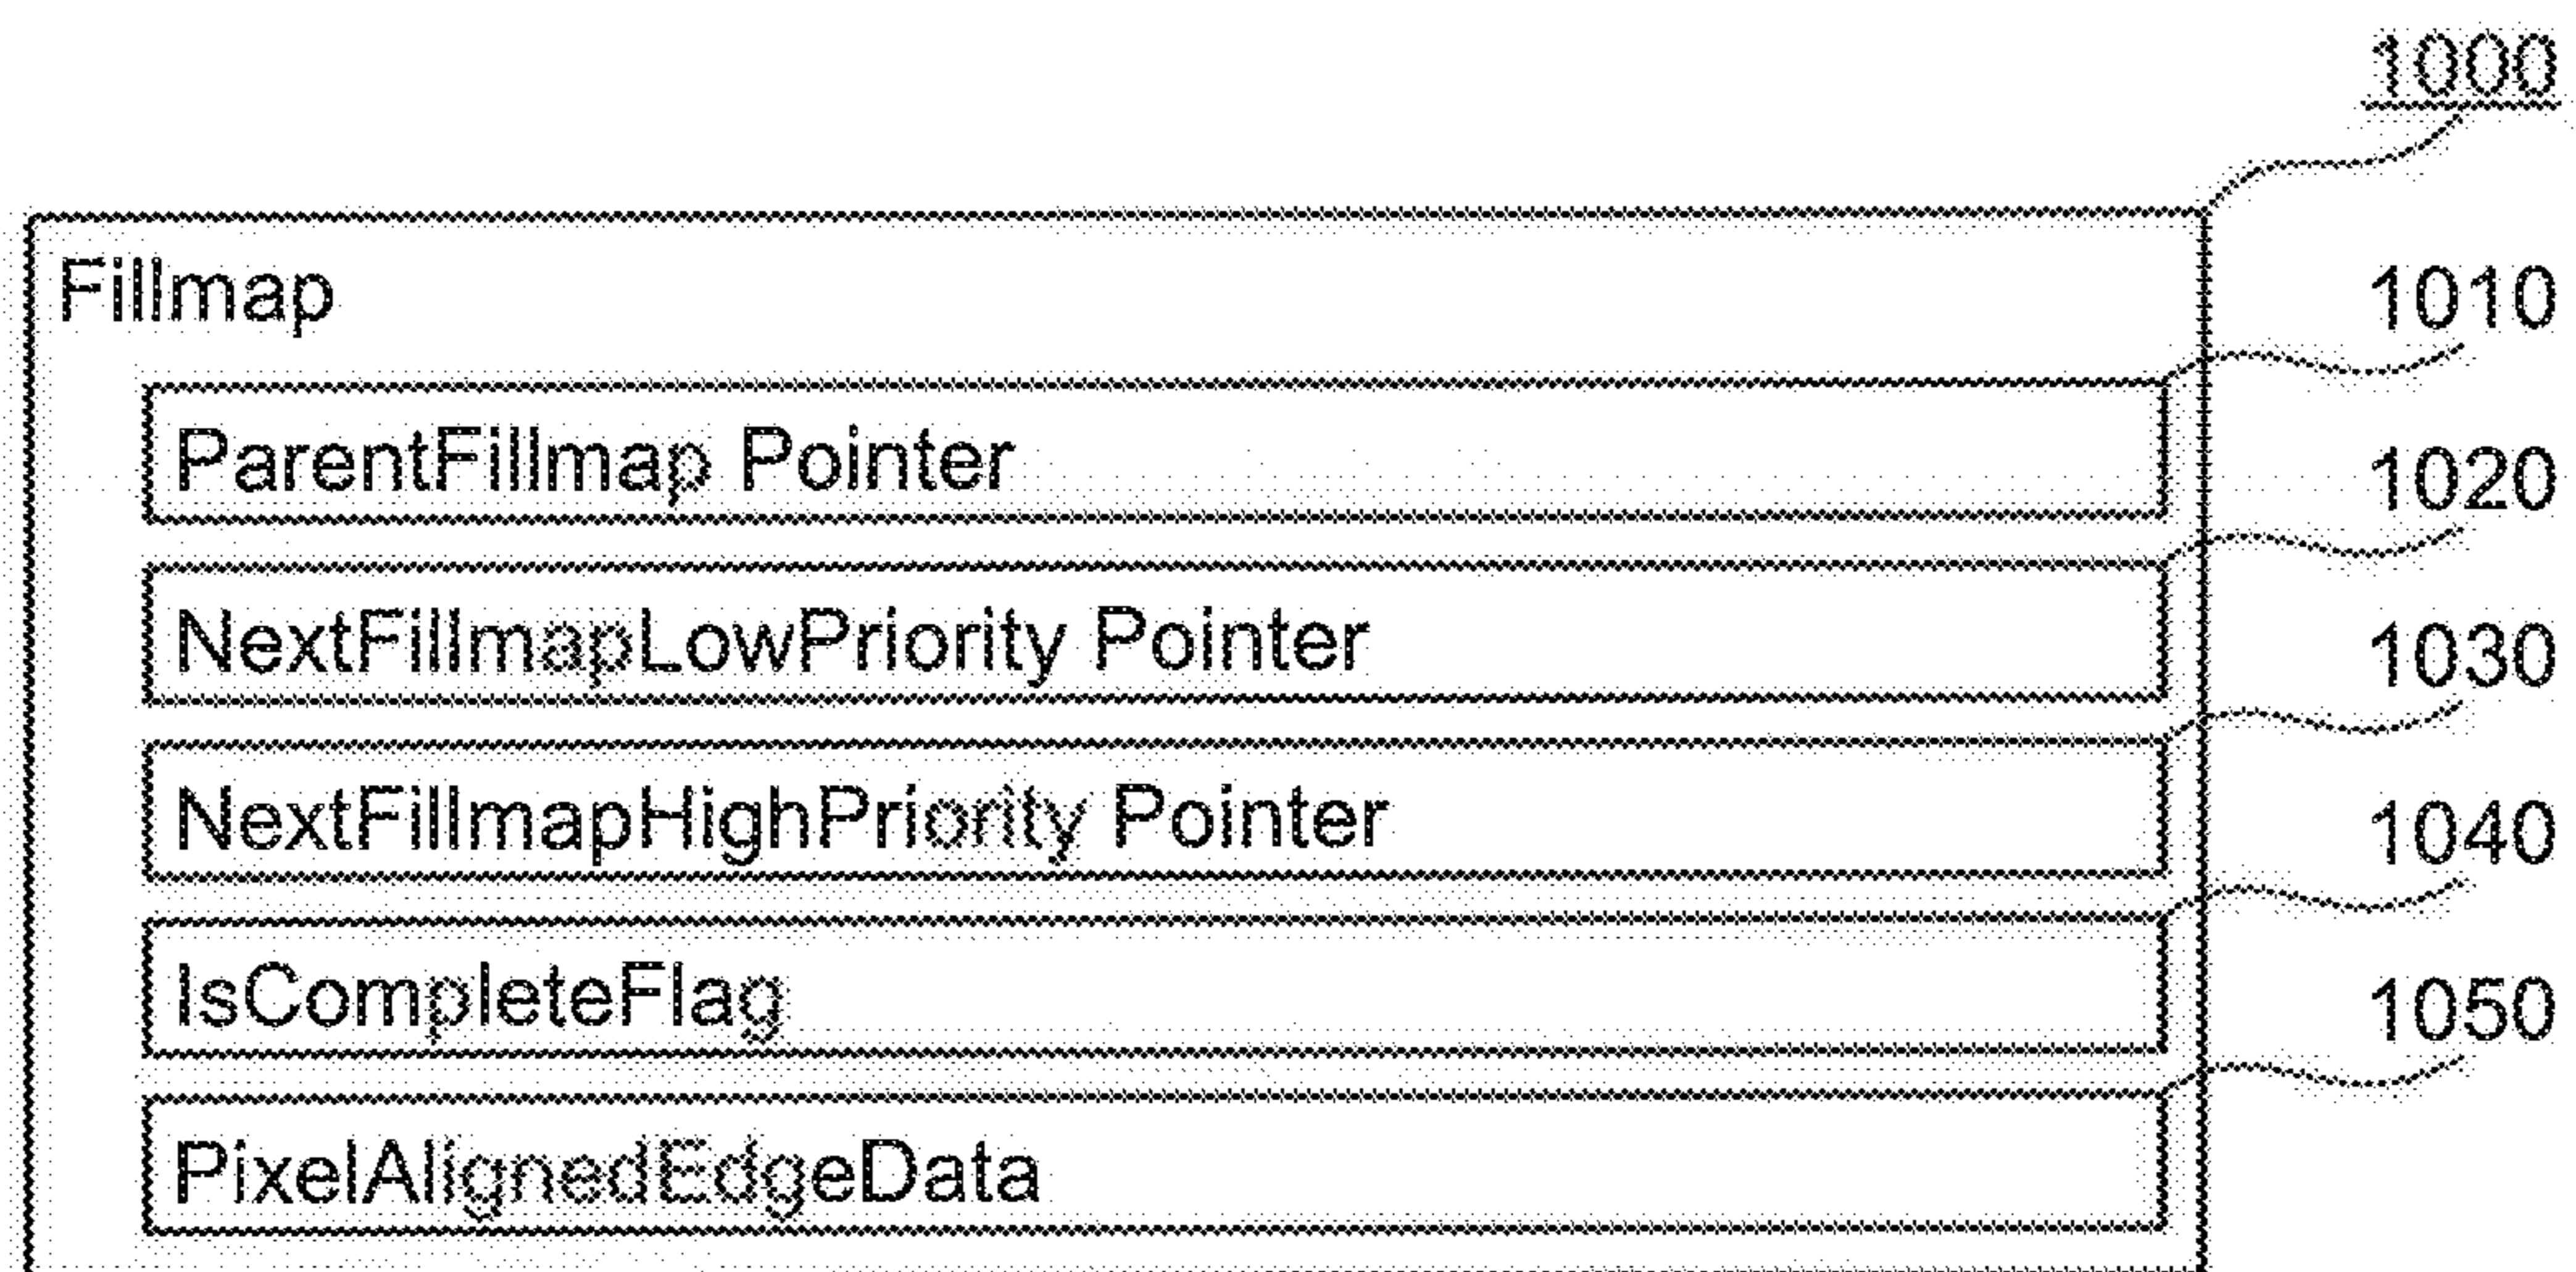 1000
Fillmap
1010
ParentFillmap Pointer
1020
NextFillmapLowPriority Pointer
1030
NextFillmapHighPriority Pointer
1040
IsCompleteFlag
1050
PixelAlignedEdgeData